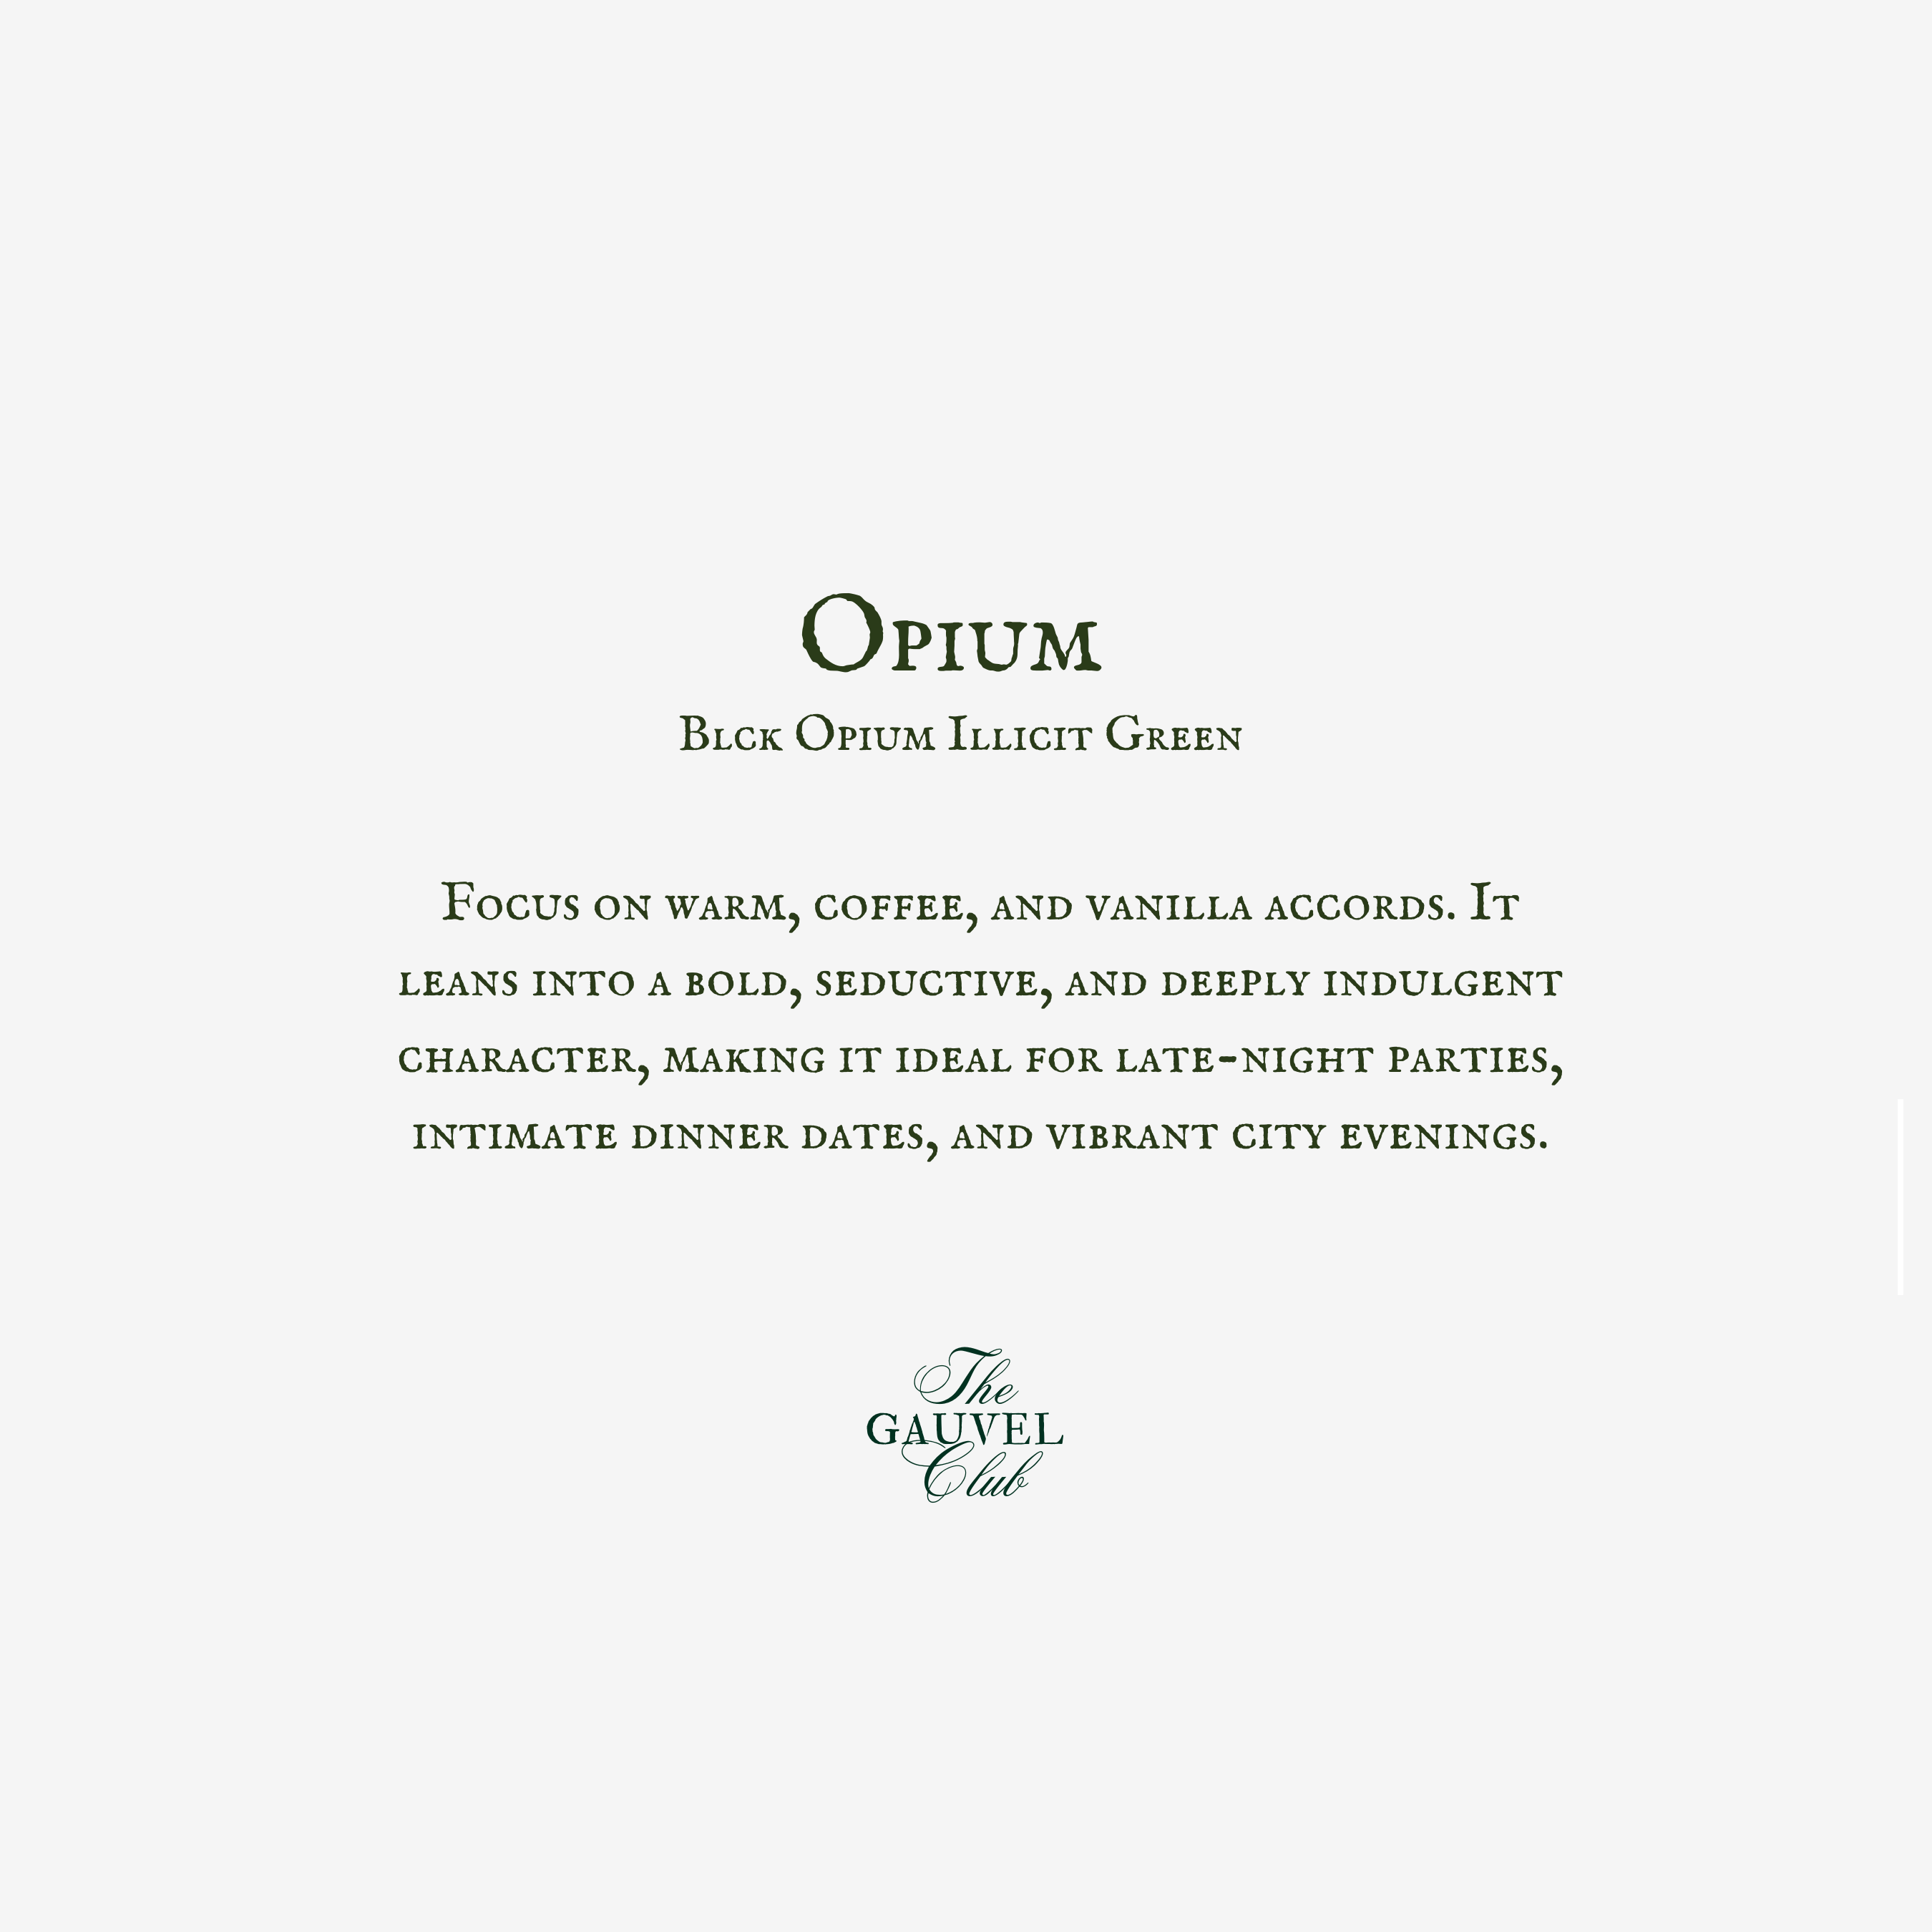 Opium
Blck Opium Illicit Green
Focus on warm, coffee, and vanilla accords. It
leans into a bold, seductive, and deeply indulgent
character, making it ideal for late-night parties,
intimate dinner dates, and vibrant city evenings.
The
GAUVEL
Club